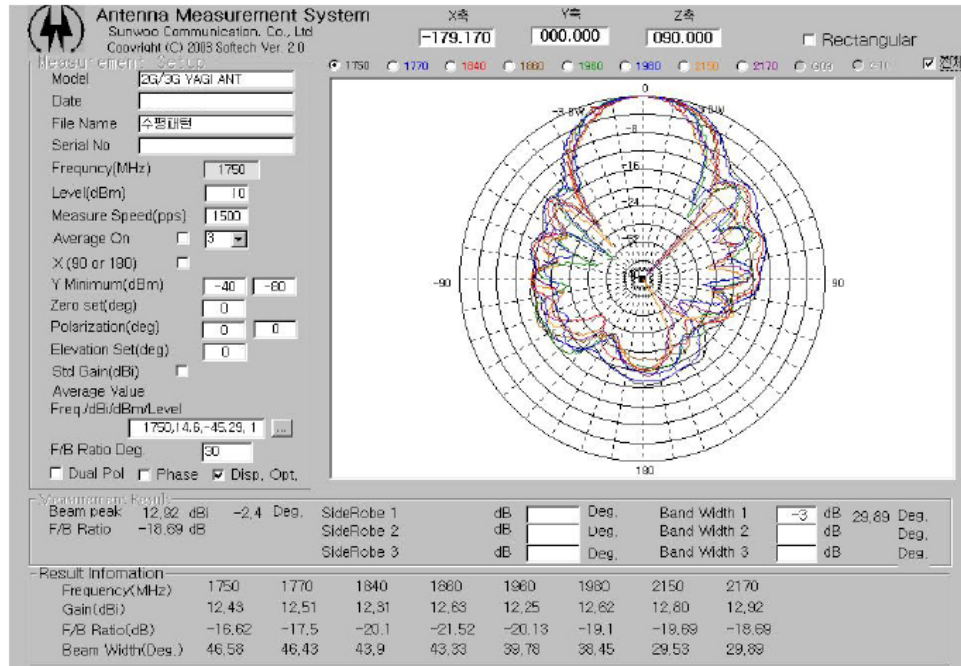 Antenna Measurement System
Sunwoo Communication. Co., Ltd
Copyright (C) 2003 Softech Ver. 2.0
X축 Y축 Z축
-179.170 000.000 090.000
Rectangular
Measurement Setup
1750 1770 1840 1860 1960 1980 2150 2170
Model 2G/3G YAGI ANT
Date
File Name 수평패턴
Serial No
Frequncy(MHz) 1750
Level(dBm) 10
Measure Speed(pps) 1500
Average On 3
X (90 or 180)
Y Minimum(dBm) -40 -80
Zero set(deg) 0
Polarization(deg) 0 0
Elevation Set(deg) 0
Std Gain(dBi)
Average Value
Freq./dBi/dBm/Level
1750,14.6,-45.29, 1 ...
F/B Ratio Deg. 30
Dual Pol Phase Disp. Opt.
0
-8
-16
-24
-32
-90
90
180
Measurement Result
Beam peak 12,92 dBi -2,4 Deg. SideRobe 1 dB Deg. Band Width 1 -3 dB 29,89 Deg.
F/B Ratio -18.69 dB SideRobe 2 dB Deg. Band Width 2 dB Deg.
SideRobe 3 dB Deg. Band Width 3 dB Deg.
Result Infomation
Frequency(MHz) 1750 1770 1840 1860 1960 1980 2150 2170
Gain(dBi) 12,43 12,51 12,31 12,63 12,25 12,62 12,80 12,92
F/B Ratio(dB) -16.62 -17.5 -20.1 -21.52 -20.13 -19.1 -19.69 -18.69
Beam Width(Deg.) 46,58 46,43 43,9 43,33 39,78 38,45 29,53 29,89